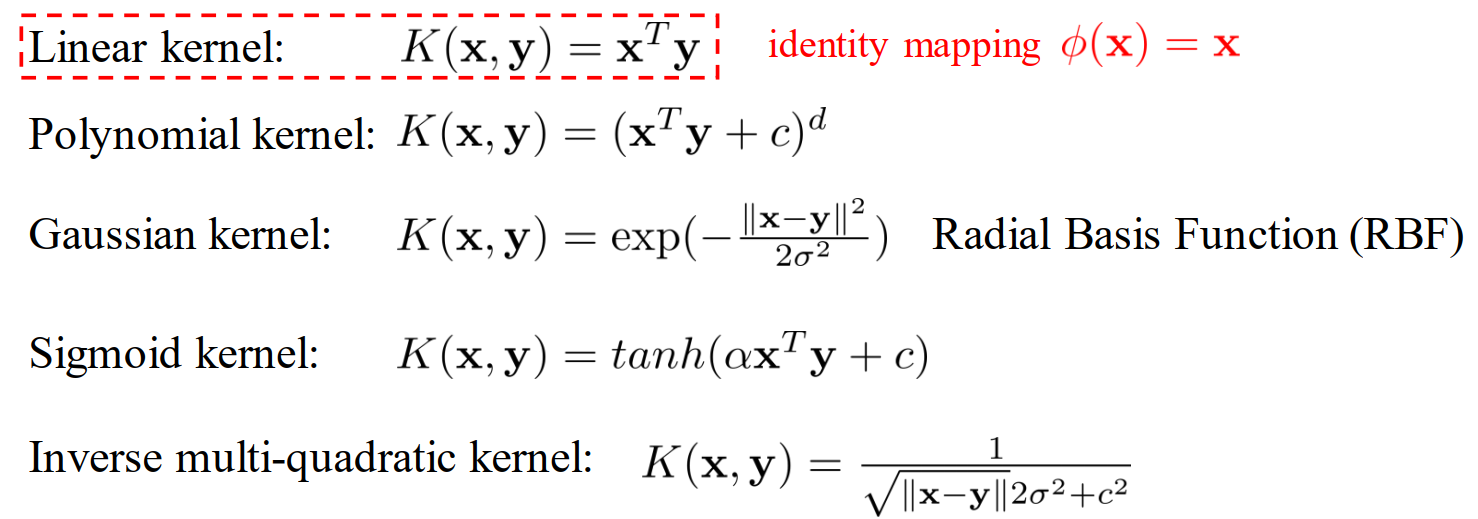 Linear kernel: $K(\mathbf{x}, \mathbf{y}) = \mathbf{x}^T \mathbf{y}$ identity mapping $\phi(\mathbf{x}) = \mathbf{x}$
Polynomial kernel: $K(\mathbf{x}, \mathbf{y}) = (\mathbf{x}^T \mathbf{y} + c)^d$
Gaussian kernel: $K(\mathbf{x}, \mathbf{y}) = \exp(-\frac{\|\mathbf{x}-\mathbf{y}\|^2}{2\sigma^2})$ Radial Basis Function (RBF)
Sigmoid kernel: $K(\mathbf{x}, \mathbf{y}) = tanh(\alpha \mathbf{x}^T \mathbf{y} + c)$
Inverse multi-quadratic kernel: $K(\mathbf{x}, \mathbf{y}) = \frac{1}{\sqrt{\|\mathbf{x}-\mathbf{y}\|} 2\sigma^2 + c^2}$